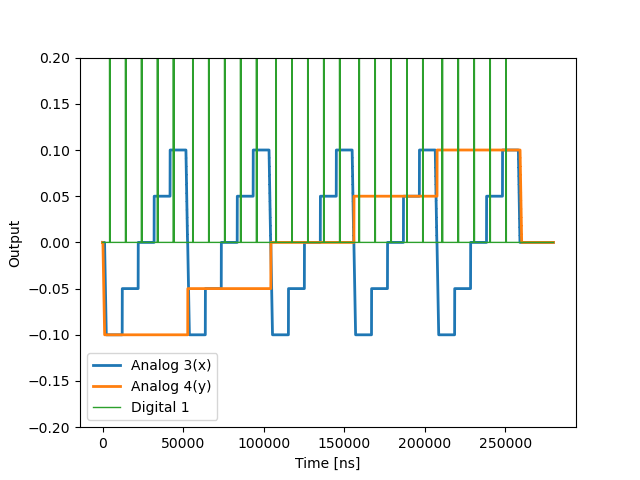 0.20
0.15
0.10
0.05
0.00
−0.05
−0.10
−0.15
−0.20
Output
Analog 3(x)
Analog 4(y)
Digital 1
0 50000 100000 150000 200000 250000
Time [ns]